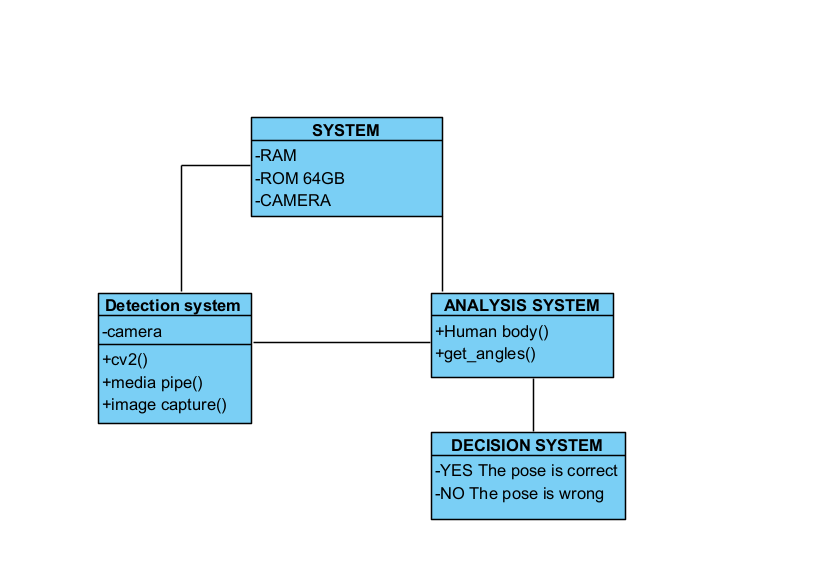 SYSTEM
-RAM
-ROM 64GB
-CAMERA
Detection system
-camera
+cv2()
+media pipe()
+image capture()
ANALYSIS SYSTEM
+Human body()
+get_angles()
DECISION SYSTEM
-YES The pose is correct
-NO The pose is wrong